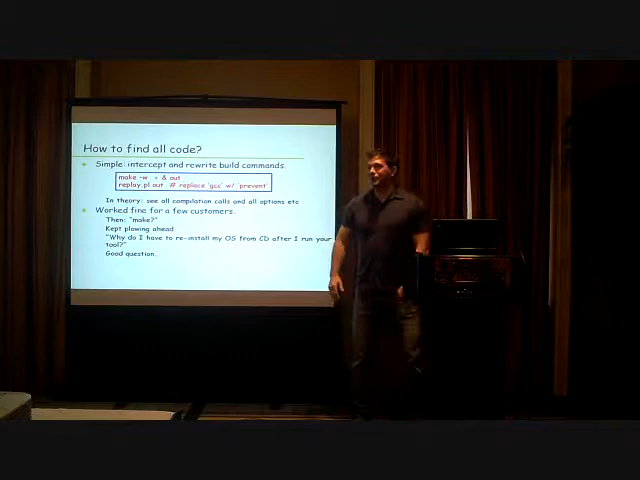 How to find all code?
Simple: intercept and rewrite build commands.
make -w > & out
replay.pl out # replace 'gcc' w/ 'prevent'
In theory: see all compilation calls and all options etc
Worked fine for a few customers.
Then: "make?"
Kept plowing ahead
"Why do I have to re-install my OS from CD after I run your
tool?"
Good question.